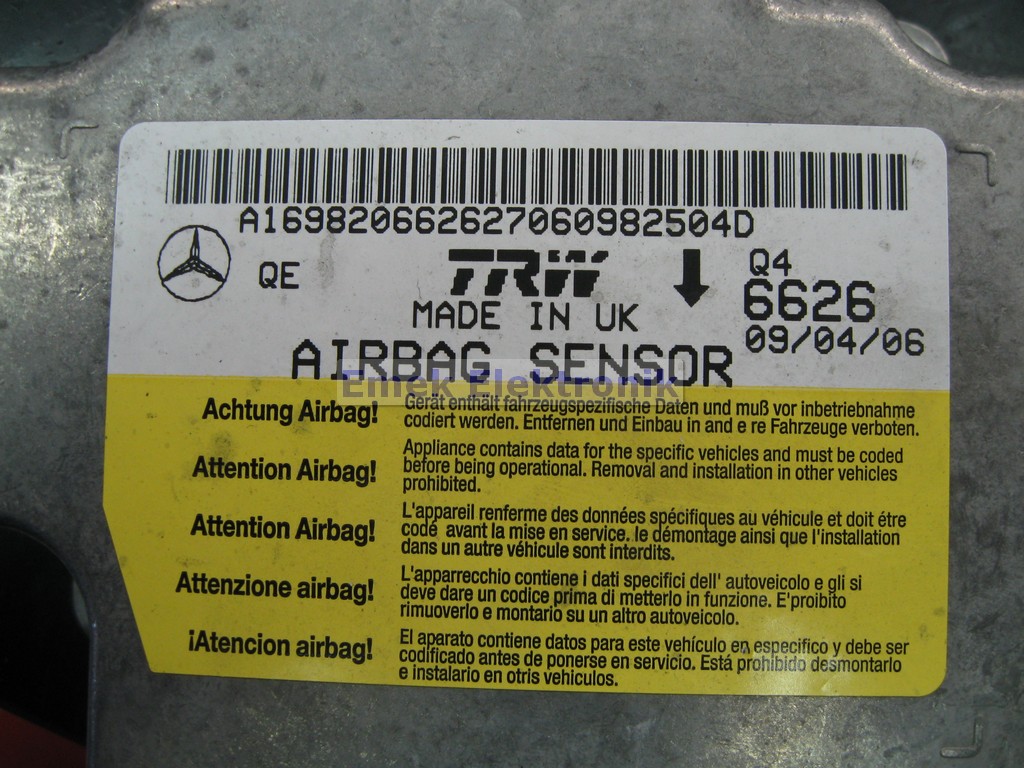 A169820662627060982504D
QE
TRW
Q4
6626
MADE IN UK
09/04/06
AIRBAG SENSOR
Emek Elektronik
Achtung Airbag!
Gerät enthält fahrzeugspezifische Daten und muß vor inbetriebnahme
codiert werden. Entfernen und Einbau in and e re Fahrzeuge verboten.
Attention Airbag!
Appliance contains data for the specific vehicles and must be coded
before being operational. Removal and installation in other vehicles
prohibited.
Attention Airbag!
L'appareil renferme des données spécifiques au véhicule et doit étre
codé avant la mise en service. le démontage ainsi que l'installation
dans un autre véhicule sont interdits.
Attenzione airbag!
L'apparrecchio contiene i dati specifici dell' autoveicolo e gli si
deve dare un codice prima di metterlo in funzione. E'proibito
rimuoverlo e montario su un altro autoveicolo.
¡Atencion airbag!
El aparato contiene datos para este vehículo en especifico y debe ser
codificado antes de ponerse en servicio. Está prohibido desmontarlo
e instalario en otris vehiculos.